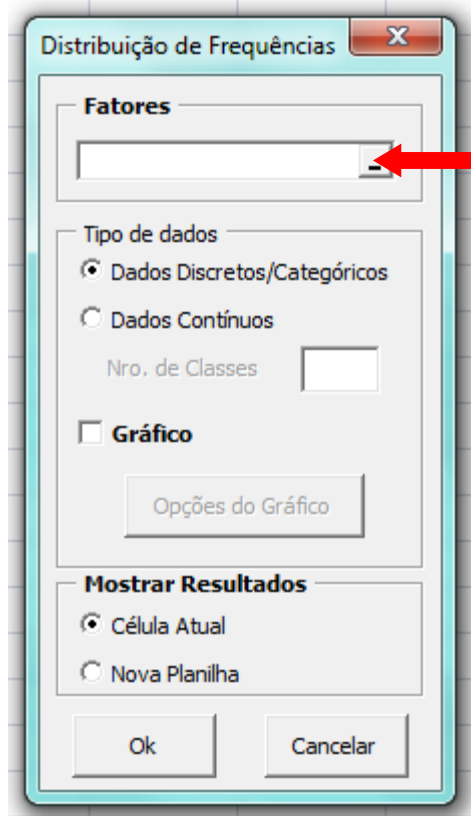 Distribuição de Frequências
Fatores
Tipo de dados
Dados Discretos/Categóricos
Dados Contínuos
Nro. de Classes
Gráfico
Opções do Gráfico
Mostrar Resultados
Célula Atual
Nova Planilha
Ok Cancelar